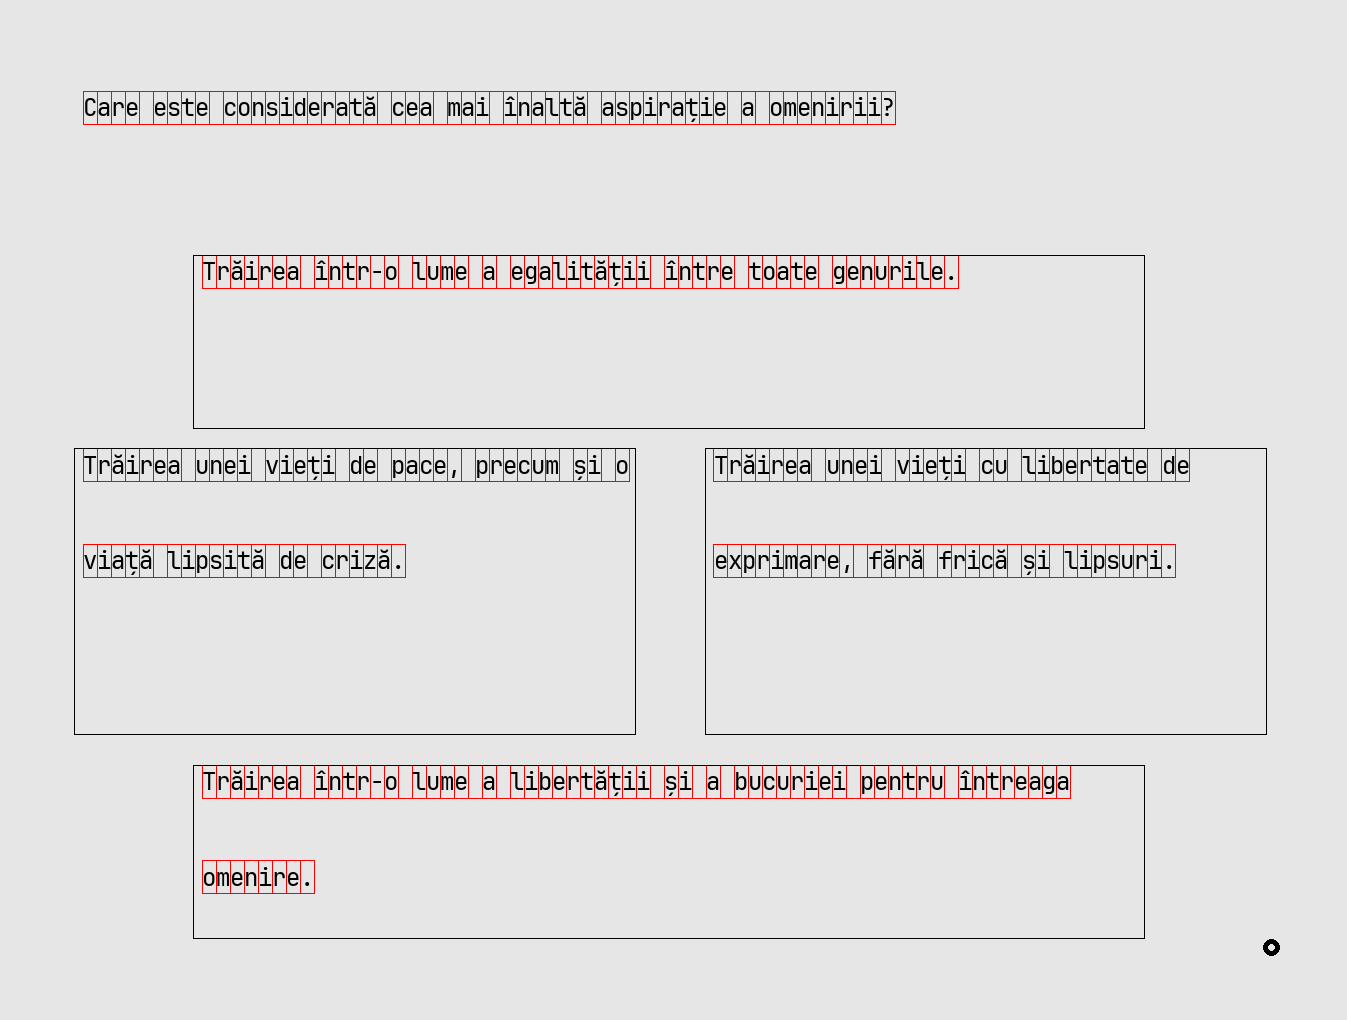 Care este considerată cea mai înaltă aspirație a omenirii?
Trăirea într-o lume a egalității între toate genurile.
Trăirea unei vieți de pace, precum și o
viață lipsită de criză.
Trăirea unei vieți cu libertate de
exprimare, fără frică și lipsuri.
Trăirea într-o lume a libertății și a bucuriei pentru întreaga
omenire.